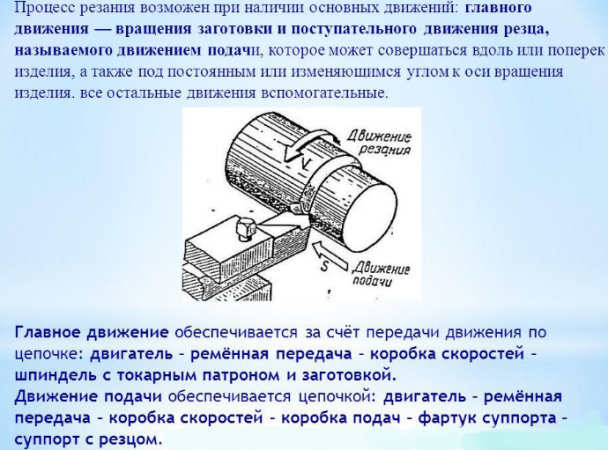 Процесс резания возможен при наличии основных движений: главного
движения — вращения заготовки и поступательного движения резца,
называемого движением подачи, которое может совершаться вдоль или поперек
изделия, а также под постоянным или изменяющимся углом к оси вращения
изделия. все остальные движения вспомогательные.
Движение
резания
V
S
Движение
подачи
Главное движение обеспечивается за счёт передачи движения по
цепочке: двигатель – ремённая передача – коробка скоростей –
шпиндель с токарным патроном и заготовкой.
Движение подачи обеспечивается цепочкой: двигатель – ремённая
передача – коробка скоростей – коробка подач – фартук суппорта –
суппорт с резцом.